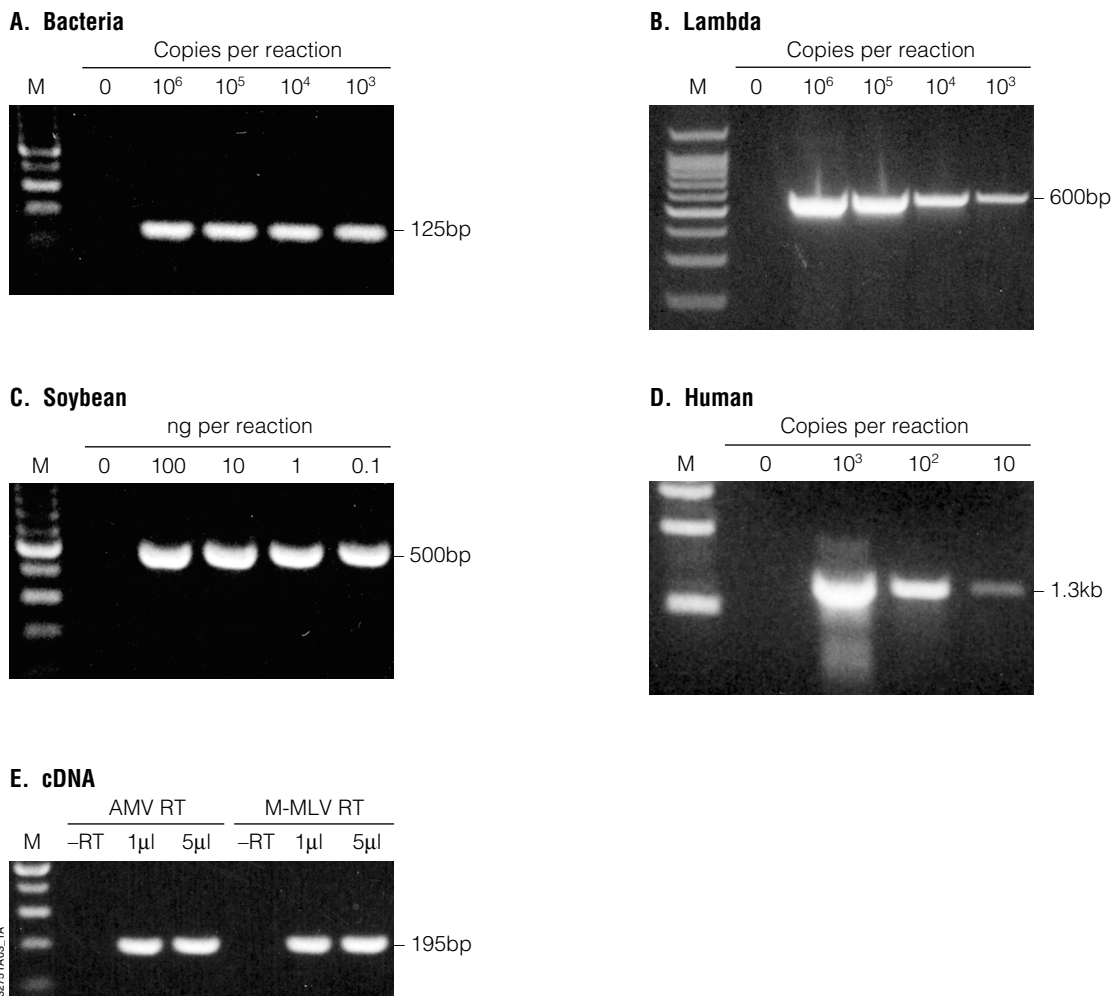 A. Bacteria
Copies per reaction
M 0 10⁶ 10⁵ 10⁴ 10³
125bp
B. Lambda
Copies per reaction
M 0 10⁶ 10⁵ 10⁴ 10³
600bp
C. Soybean
ng per reaction
M 0 100 10 1 0.1
500bp
D. Human
Copies per reaction
M 0 10³ 10² 10
1.3kb
E. cDNA
AMV RT M-MLV RT
M –RT 1µl 5µl –RT 1µl 5µl
195bp